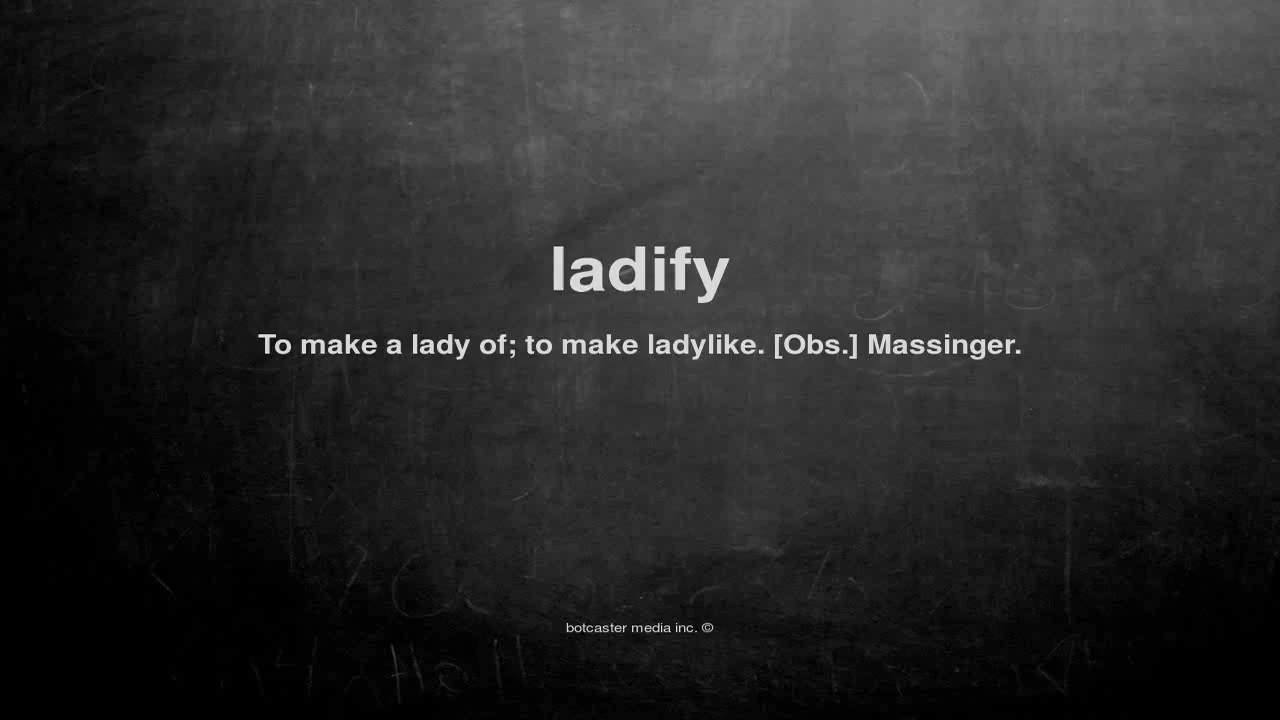 ladify
To make a lady of; to make ladylike. [Obs.] Massinger.
botcaster media inc. ©